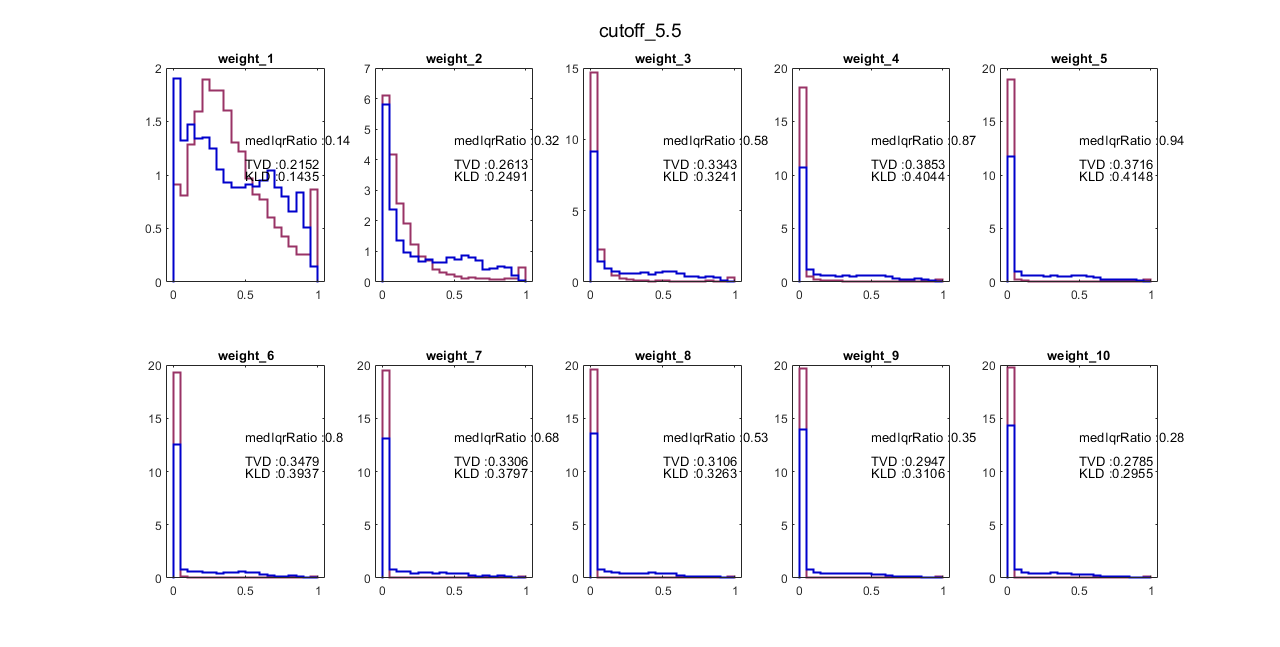 cutoff_5.5
weight_1
2
1.5
1
0.5
0
0 0.5 1
medIqrRatio :0.14
TVD :0.2152
KLD :0.1435
weight_2
7
6
5
4
3
2
1
0
0 0.5 1
medIqrRatio :0.32
TVD :0.2613
KLD :0.2491
weight_3
15
10
5
0
0 0.5 1
medIqrRatio :0.58
TVD :0.3343
KLD :0.3241
weight_4
20
15
10
5
0
0 0.5 1
medIqrRatio :0.87
TVD :0.3853
KLD :0.4044
weight_5
20
15
10
5
0
0 0.5 1
medIqrRatio :0.94
TVD :0.3716
KLD :0.4148
weight_6
20
15
10
5
0
0 0.5 1
medIqrRatio :0.8
TVD :0.3479
KLD :0.3937
weight_7
20
15
10
5
0
0 0.5 1
medIqrRatio :0.68
TVD :0.3306
KLD :0.3797
weight_8
20
15
10
5
0
0 0.5 1
medIqrRatio :0.53
TVD :0.3106
KLD :0.3263
weight_9
20
15
10
5
0
0 0.5 1
medIqrRatio :0.35
TVD :0.2947
KLD :0.3106
weight_10
20
15
10
5
0
0 0.5 1
medIqrRatio :0.28
TVD :0.2785
KLD :0.2955